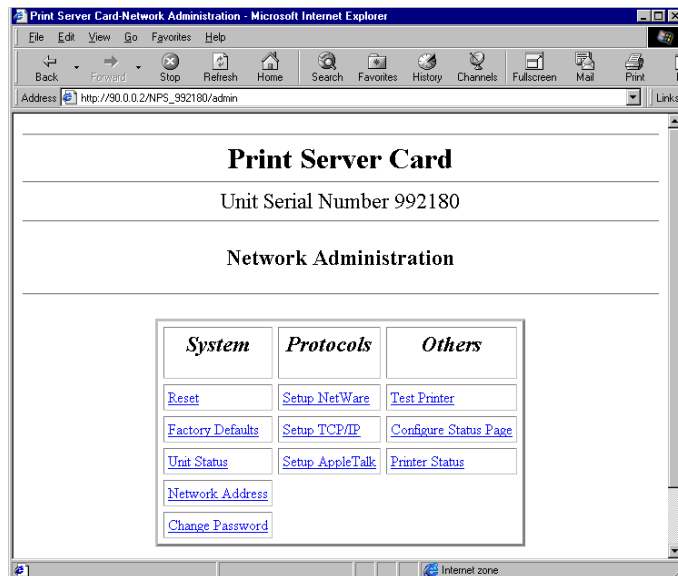 Print Server Card-Network Administration - Microsoft Internet Explorer
File Edit View Go Favorites Help
Back Forward Stop Refresh Home Search Favorites History Channels Fullscreen Mail Print
Address http://90.0.0.2/NPS_992180/admin Links
Print Server Card
Unit Serial Number 992180
Network Administration
System Protocols Others
Reset Setup NetWare Test Printer
Factory Defaults Setup TCP/IP Configure Status Page
Unit Status Setup AppleTalk Printer Status
Network Address
Change Password
Internet zone